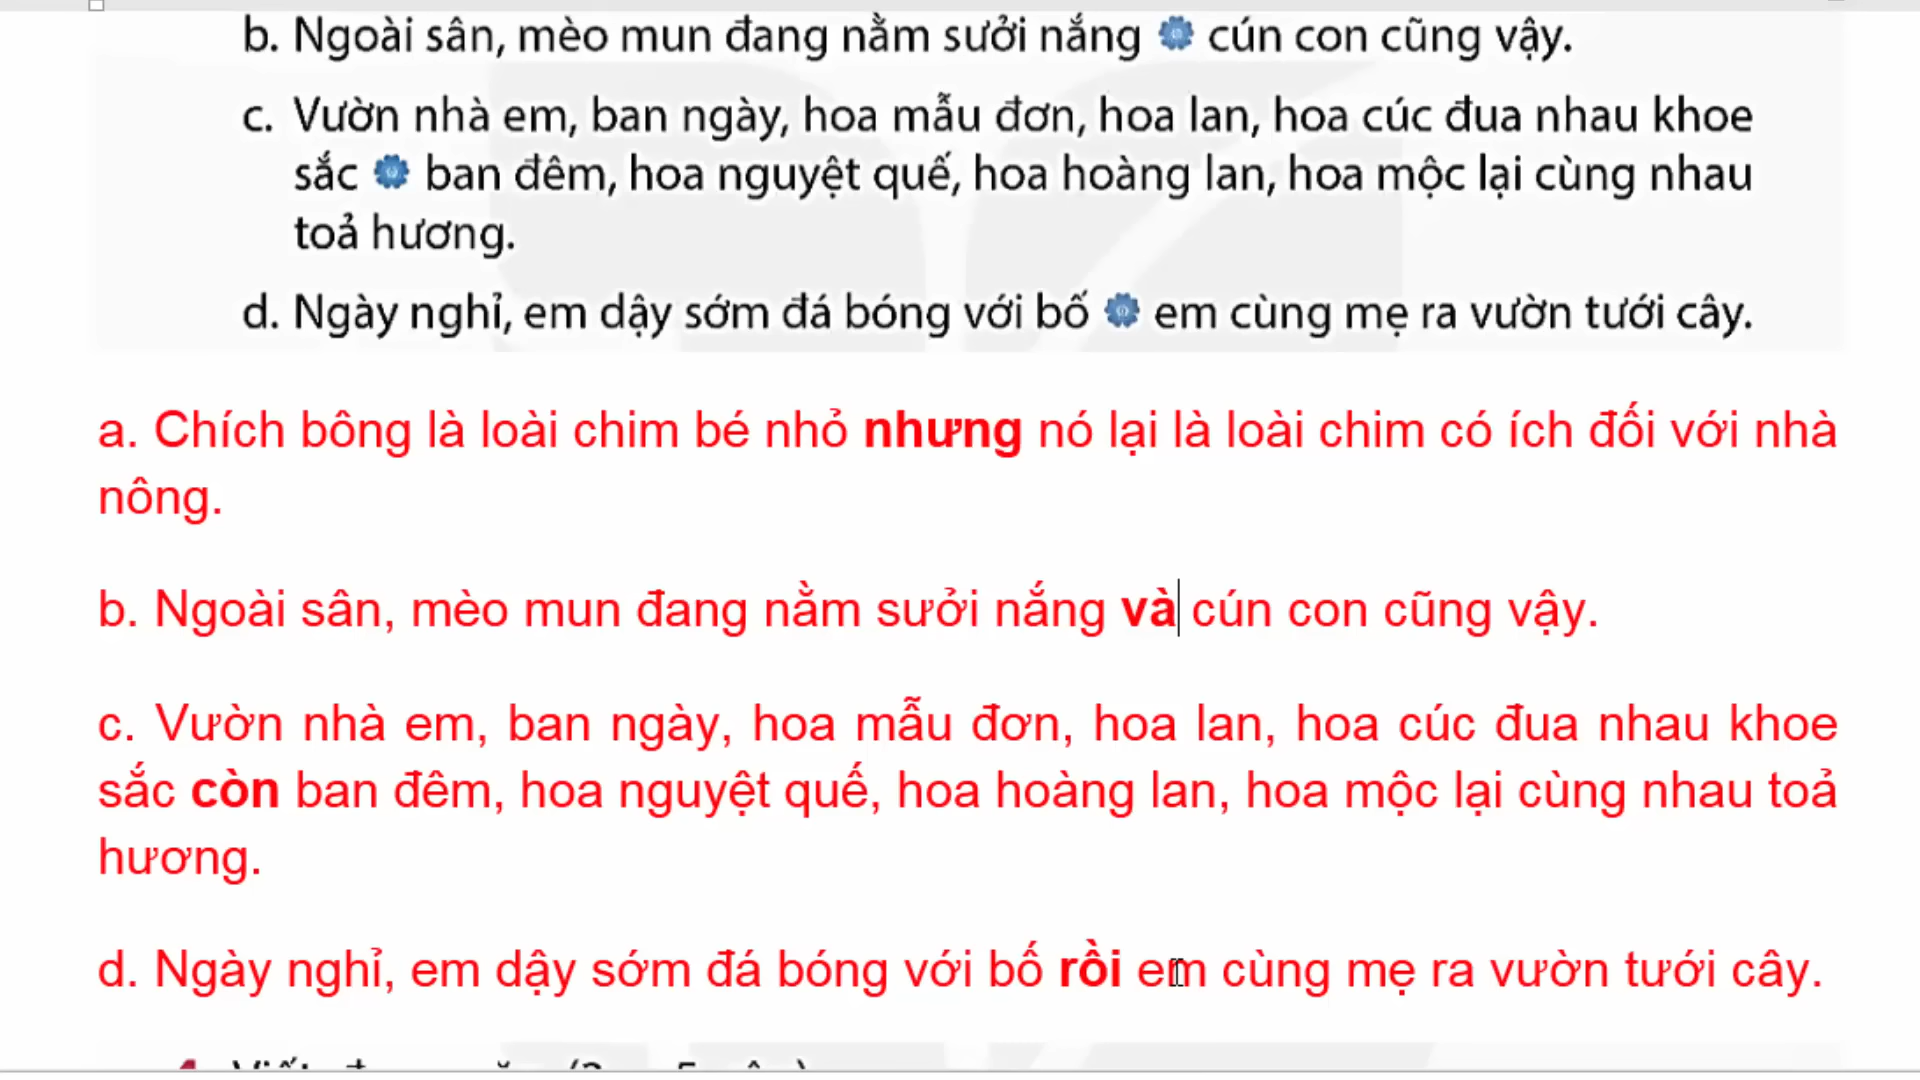 b. Ngoài sân, mèo mun đang nằm sưởi nắng cún con cũng vậy.
c. Vườn nhà em, ban ngày, hoa mẫu đơn, hoa lan, hoa cúc đua nhau khoe
sắc ban đêm, hoa nguyệt quế, hoa hoàng lan, hoa mộc lại cùng nhau
toả hương.
d. Ngày nghỉ, em dậy sớm đá bóng với bố em cùng mẹ ra vườn tưới cây.
a. Chích bông là loài chim bé nhỏ nhưng nó lại là loài chim có ích đối với nhà
nông.
b. Ngoài sân, mèo mun đang nằm sưởi nắng và cún con cũng vậy.
c. Vườn nhà em, ban ngày, hoa mẫu đơn, hoa lan, hoa cúc đua nhau khoe
sắc còn ban đêm, hoa nguyệt quế, hoa hoàng lan, hoa mộc lại cùng nhau toả
hương.
d. Ngày nghỉ, em dậy sớm đá bóng với bố rồi em cùng mẹ ra vườn tưới cây.